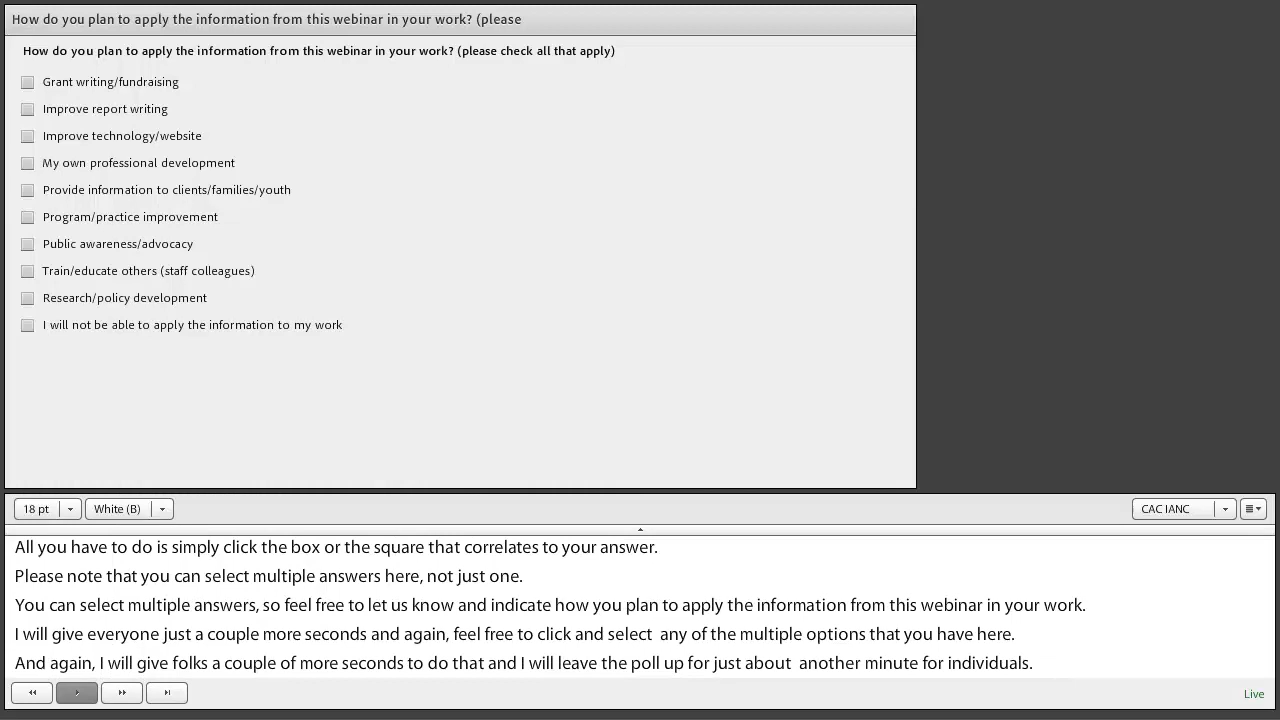 How do you plan to apply the information from this webinar in your work? (please
How do you plan to apply the information from this webinar in your work? (please check all that apply)
Grant writing/fundraising
Improve report writing
Improve technology/website
My own professional development
Provide information to clients/families/youth
Program/practice improvement
Public awareness/advocacy
Train/educate others (staff colleagues)
Research/policy development
I will not be able to apply the information to my work
18 pt White (B) CAC IANC
All you have to do is simply click the box or the square that correlates to your answer.
Please note that you can select multiple answers here, not just one.
You can select multiple answers, so feel free to let us know and indicate how you plan to apply the information from this webinar in your work.
I will give everyone just a couple more seconds and again, feel free to click and select any of the multiple options that you have here.
And again, I will give folks a couple of more seconds to do that and I will leave the poll up for just about another minute for individuals.
Live